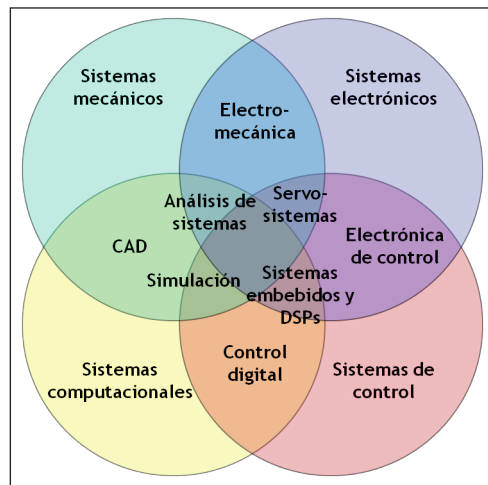 Sistemas
mecánicos
Sistemas
electrónicos
Electro-
mecánica
Análisis de
sistemas
Servo-
sistemas
CAD
Electrónica
de control
Simulación
Sistemas
embebidos y
DSPs
Sistemas
computacionales
Control
digital
Sistemas de
control